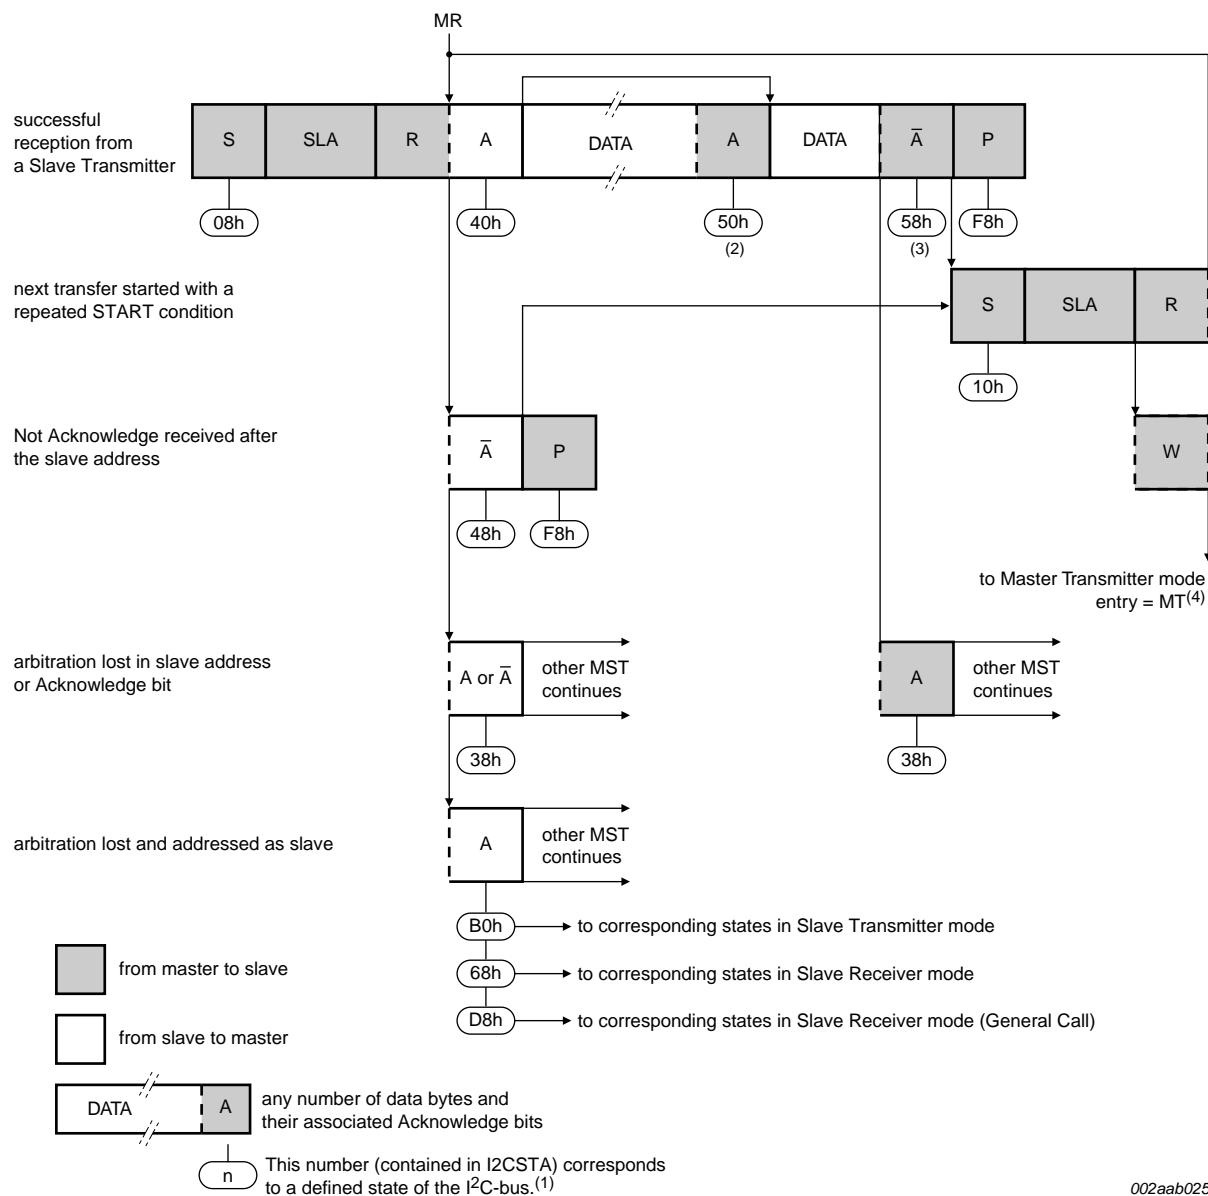 MR
successful
reception from
a Slave Transmitter
S SLA R A DATA A DATA A̅ P
08h 40h 50h 58h F8h
(2) (3)
next transfer started with a
repeated START condition
S SLA R
10h
Not Acknowledge received after
the slave address
A̅ P W
48h F8h
to Master Transmitter mode
entry = MT(4)
arbitration lost in slave address
or Acknowledge bit
A or A̅
other MST
continues
A
other MST
continues
38h 38h
arbitration lost and addressed as slave
A
other MST
continues
B0h to corresponding states in Slave Transmitter mode
from master to slave
68h to corresponding states in Slave Receiver mode
D8h to corresponding states in Slave Receiver mode (General Call)
from slave to master
DATA A
any number of data bytes and
their associated Acknowledge bits
n
This number (contained in I2CSTA) corresponds
to a defined state of the I²C-bus.(1)
002aab025